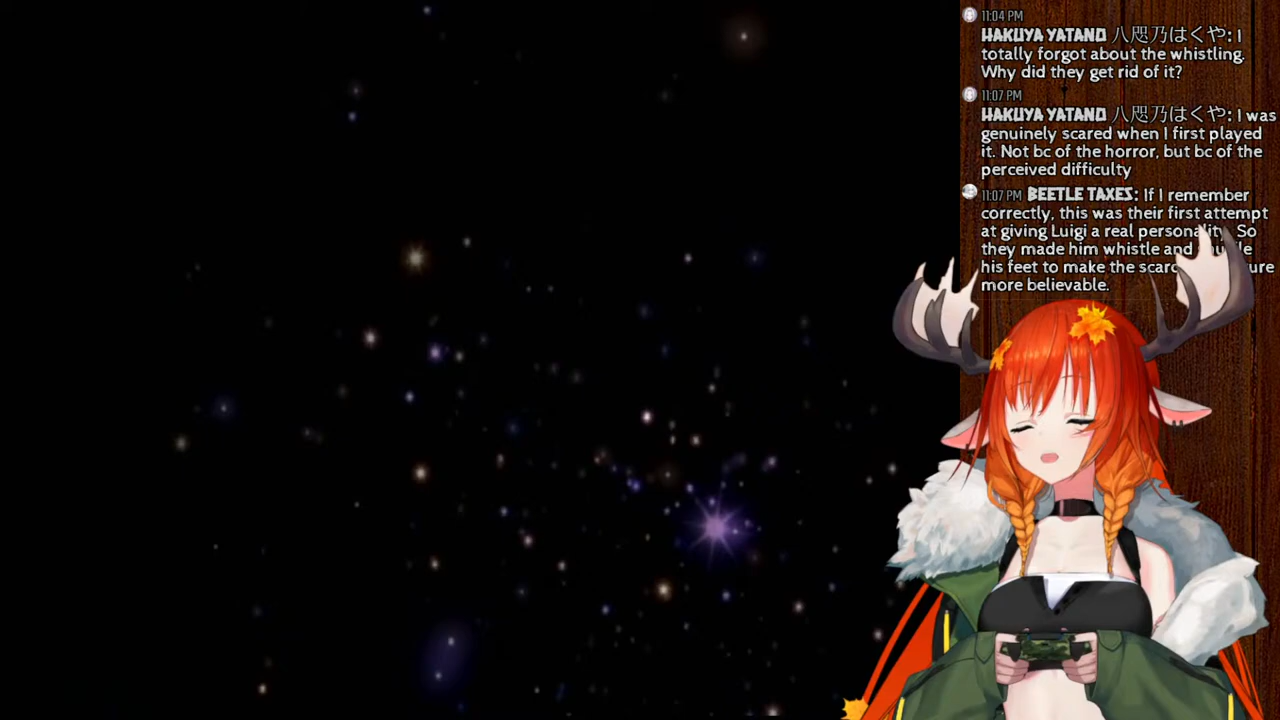 11:04 PM
HAKUYA YATANO 八咫乃はくや: I
totally forgot about the whistling.
Why did they get rid of it?
11:07 PM
HAKUYA YATANO 八咫乃はくや: I was
genuinely scared when I first played
it. Not bc of the horror, but bc of the
perceived difficulty
11:07 PM BEETLE TAXES: If I remember
correctly, this was their first attempt
at giving Luigi a real personality. So
they made him whistle and
his feet to make the
more believable.